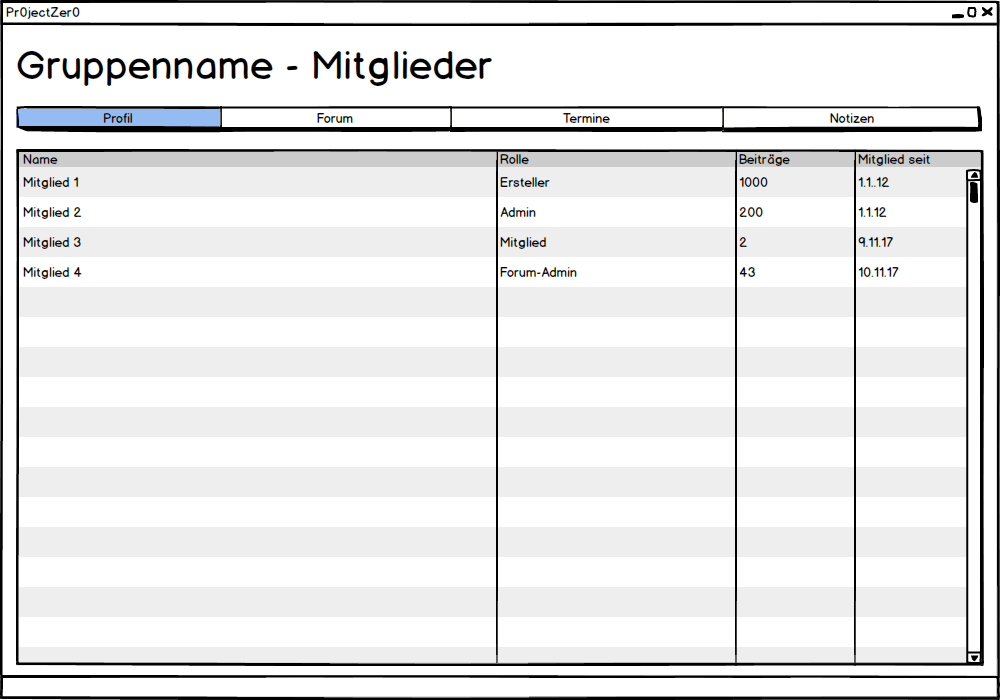 Pr0jectZer0
Gruppenname - Mitglieder
Profil Forum Termine Notizen
Name Rolle Beiträge Mitglied seit
Mitglied 1 Ersteller 1000 1.1..12
Mitglied 2 Admin 200 1.1.12
Mitglied 3 Mitglied 2 9.11.17
Mitglied 4 Forum-Admin 43 10.11.17